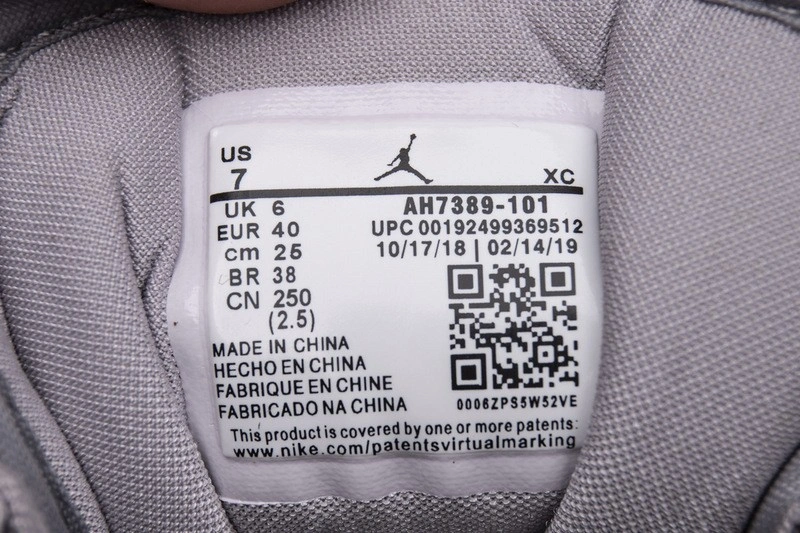 US
7
XC
UK 6
EUR 40
cm 25
BR 38
CN 250
(2.5)
AH7389-101
UPC 00192499369512
10/17/18 | 02/14/19
0006ZPS5W52VE
MADE IN CHINA
HECHO EN CHINA
FABRIQUE EN CHINE
FABRICADO NA CHINA
This product is covered by one or more patents:
www.nike.com/patentsvirtualmarking